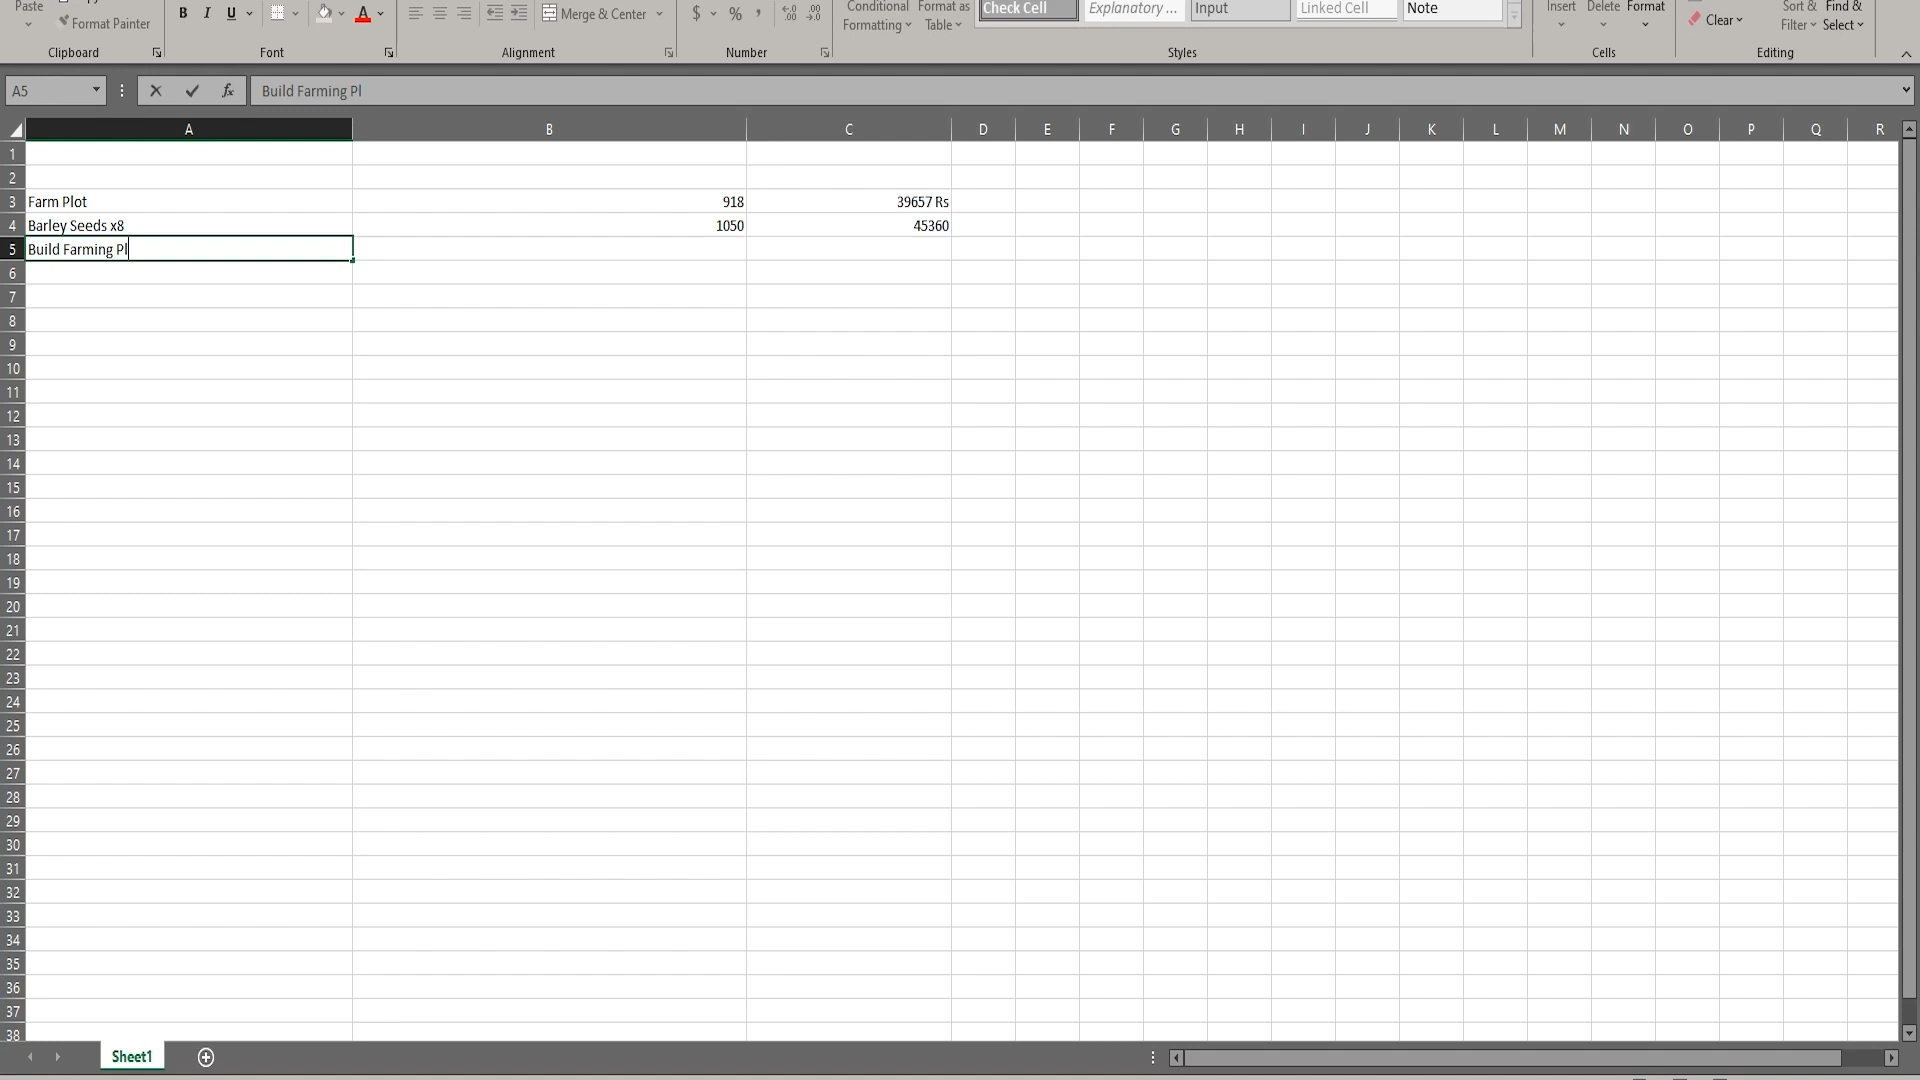 Paste
Format Painter
Clipboard
B I U
A
Font
Merge & Center
Alignment
$ % ,
Number
Conditional
Formatting
Format as
Table
Check Cell
Explanatory ...
Input
Linked Cell
Note
Styles
Insert
Delete
Format
Cells
Clear
Sort &
Filter
Find &
Select
Editing
A5
fx
Build Farming Pl
A B C D E F G H I J K L M N O P Q R
1
2
3 Farm Plot 918 39657 Rs
4 Barley Seeds x8 1050 45360
5 Build Farming Pl
6
7
8
9
10
11
12
13
14
15
16
17
18
19
20
21
22
23
24
25
26
27
28
29
30
31
32
33
34
35
36
37
38
Sheet1